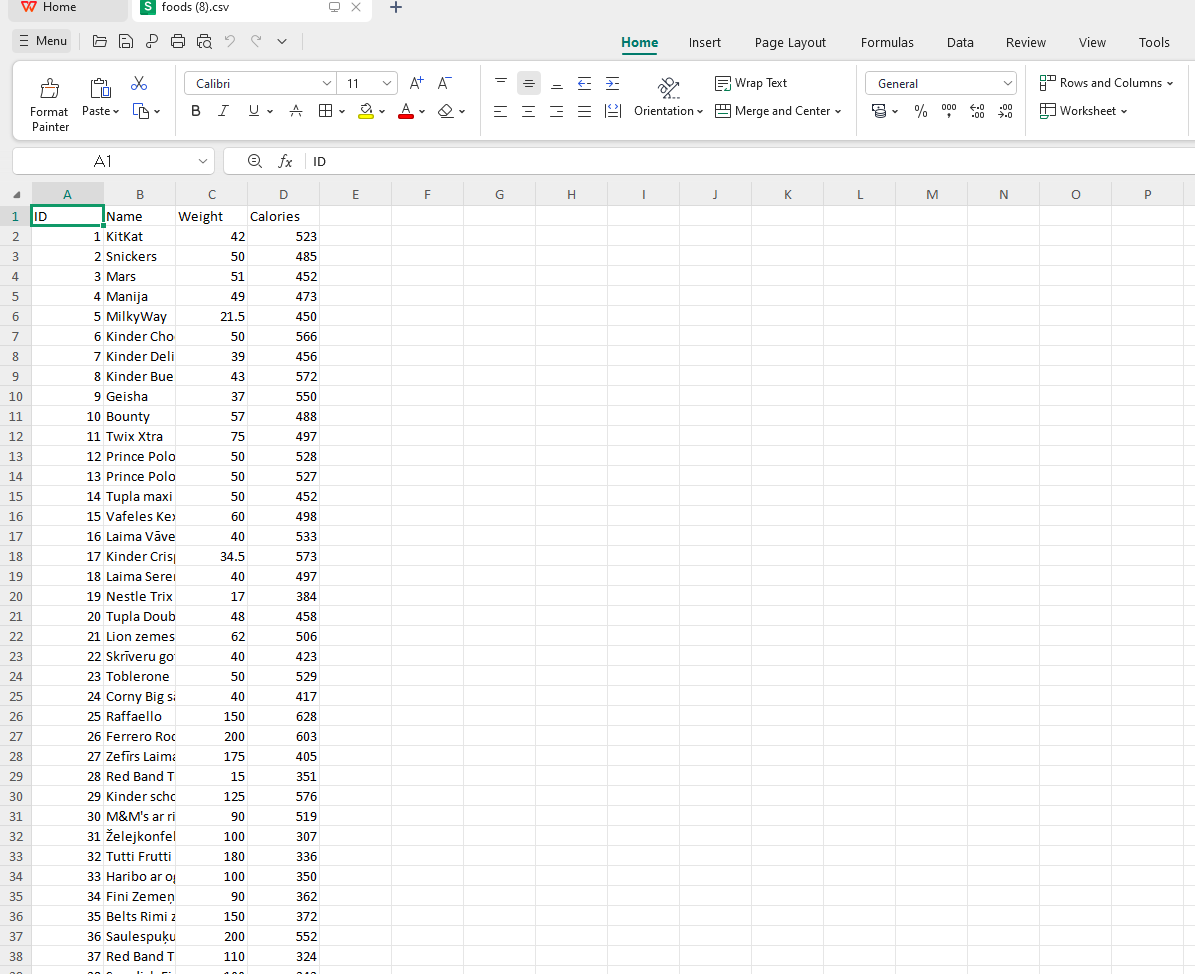 Home
foods (8).csv
Menu
Home Insert Page Layout Formulas Data Review View Tools
Format Painter
Paste
Calibri 11 A+ A-
B I U A A
Orientation
Wrap Text
Merge and Center
General
% 000 ←.0 .00 .00 →.0
Rows and Columns
Worksheet
A1 fx ID
A B C D E F G H I J K L M N O P
1 ID Name Weight Calories
2 1 KitKat 42 523
3 2 Snickers 50 485
4 3 Mars 51 452
5 4 Manija 49 473
6 5 MilkyWay 21.5 450
7 6 Kinder Cho 50 566
8 7 Kinder Deli 39 456
9 8 Kinder Bue 43 572
10 9 Geisha 37 550
11 10 Bounty 57 488
12 11 Twix Xtra 75 497
13 12 Prince Polo 50 528
14 13 Prince Polo 50 527
15 14 Tupla maxi 50 452
16 15 Vafeles Kex 60 498
17 16 Laima Vāve 40 533
18 17 Kinder Crisp 34.5 573
19 18 Laima Seren 40 497
20 19 Nestle Trix 17 384
21 20 Tupla Doub 48 458
22 21 Lion zemes 62 506
23 22 Skrīveru got 40 423
24 23 Toblerone 50 529
25 24 Corny Big sā 40 417
26 25 Raffaello 150 628
27 26 Ferrero Roc 200 603
28 27 Zefīrs Laima 175 405
29 28 Red Band T 15 351
30 29 Kinder scho 125 576
31 30 M&M's ar ri 90 519
32 31 Želejkonfel 100 307
33 32 Tutti Frutti 180 336
34 33 Haribo ar og 100 350
35 34 Fini Zemeņ 90 362
36 35 Belts Rimi z 150 372
37 36 Saulespuķu 200 552
38 37 Red Band T 110 324